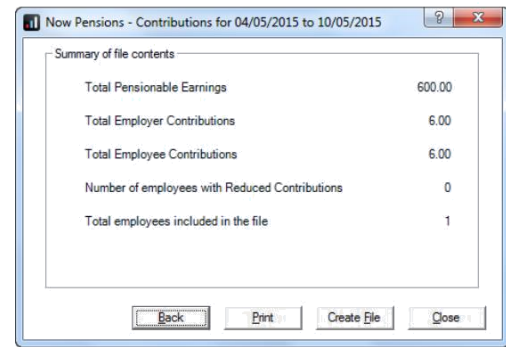 Now Pensions - Contributions for 04/05/2015 to 10/05/2015
Summary of file contents
Total Pensionable Earnings 600.00
Total Employer Contributions 6.00
Total Employee Contributions 6.00
Number of employees with Reduced Contributions 0
Total employees included in the file 1
Back Print Create File Close